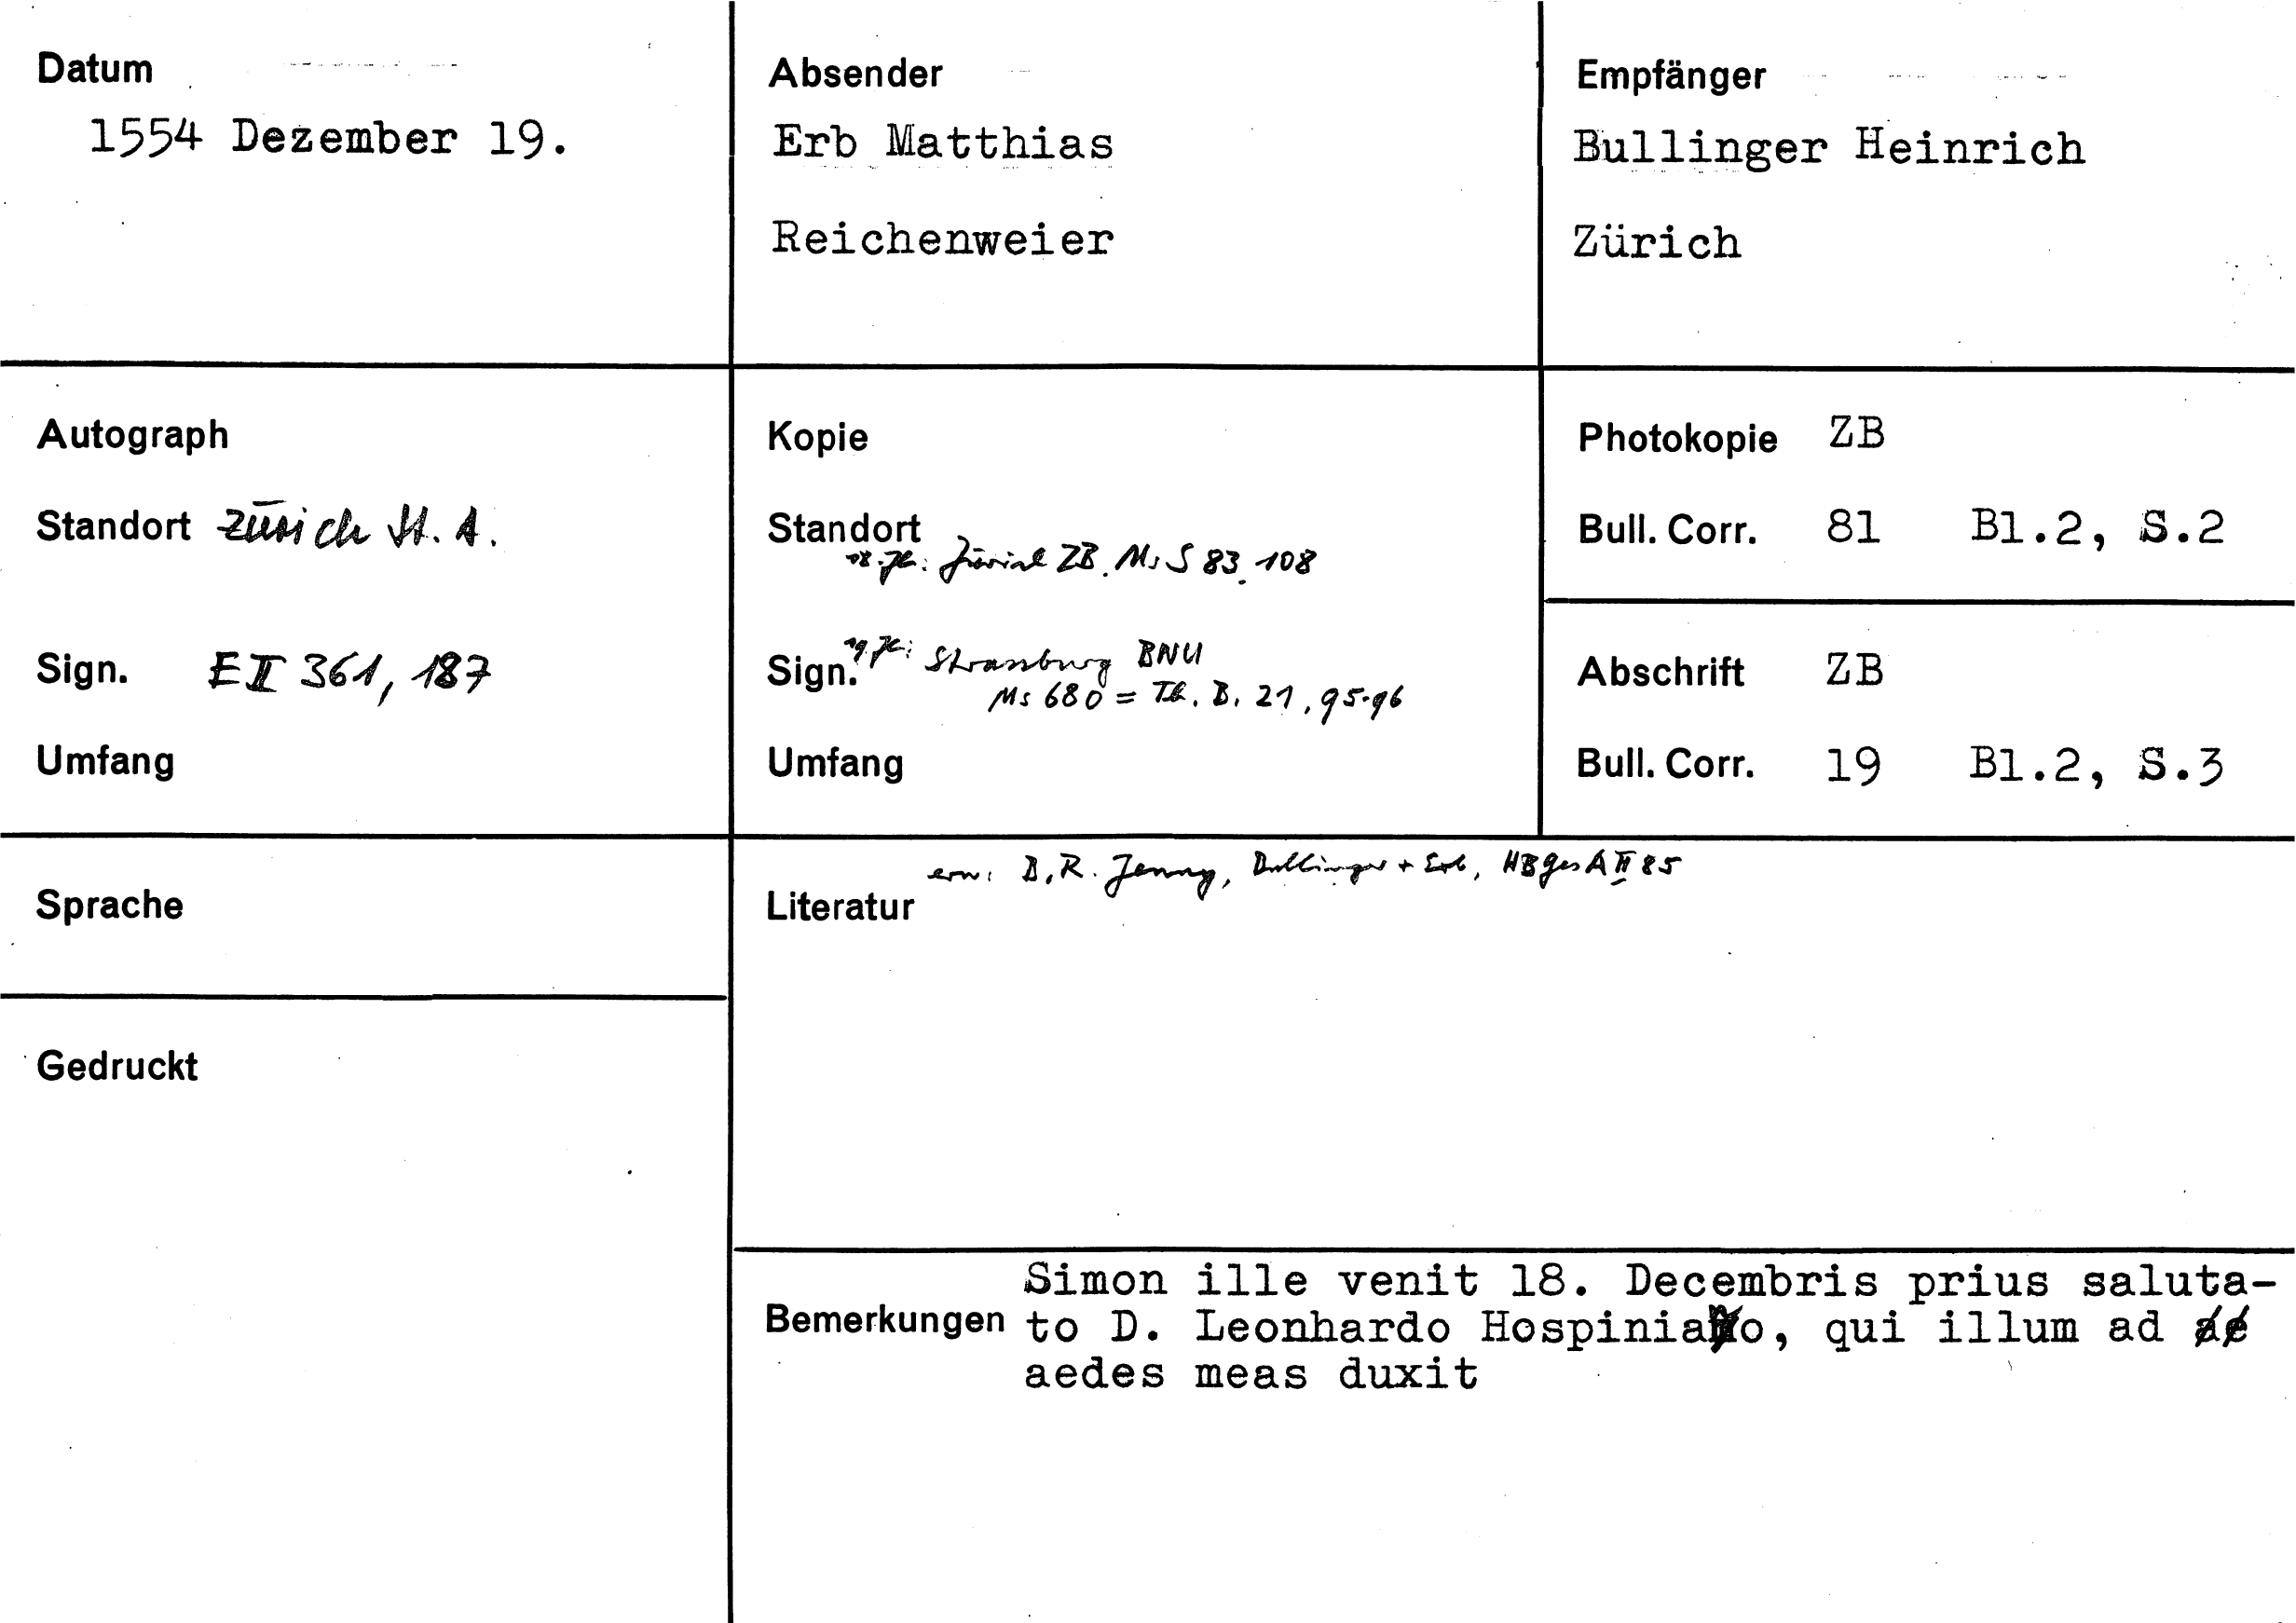 Datum
1554 Dezember 19.
Absender
Erb Matthias
Reichenweier
Empfänger
Bullinger Heinrich
Zürich
Autograph
Standort Zürich St. A.
Sign. E II 361, 187
Umfang
Kopie
Standort
18. Jh.: Zürich ZB. Ms S 83. 108
Sign. 19. Jh.: Strassburg BNU
Ms 680 = Th. B. 21, 95-96
Umfang
Photokopie ZB
Bull. Corr. 81 Bl.2, S.2
Abschrift ZB
Bull. Corr. 19 Bl.2, S.3
Sprache
Gedruckt
erw: B. R. Jenny, Bullinger + Erb, HBGesA II 85
Literatur
Simon ille venit 18. Decembris prius saluta-
Bemerkungen to D. Leonhardo Hospiniano, qui illum ad
aedes meas duxit